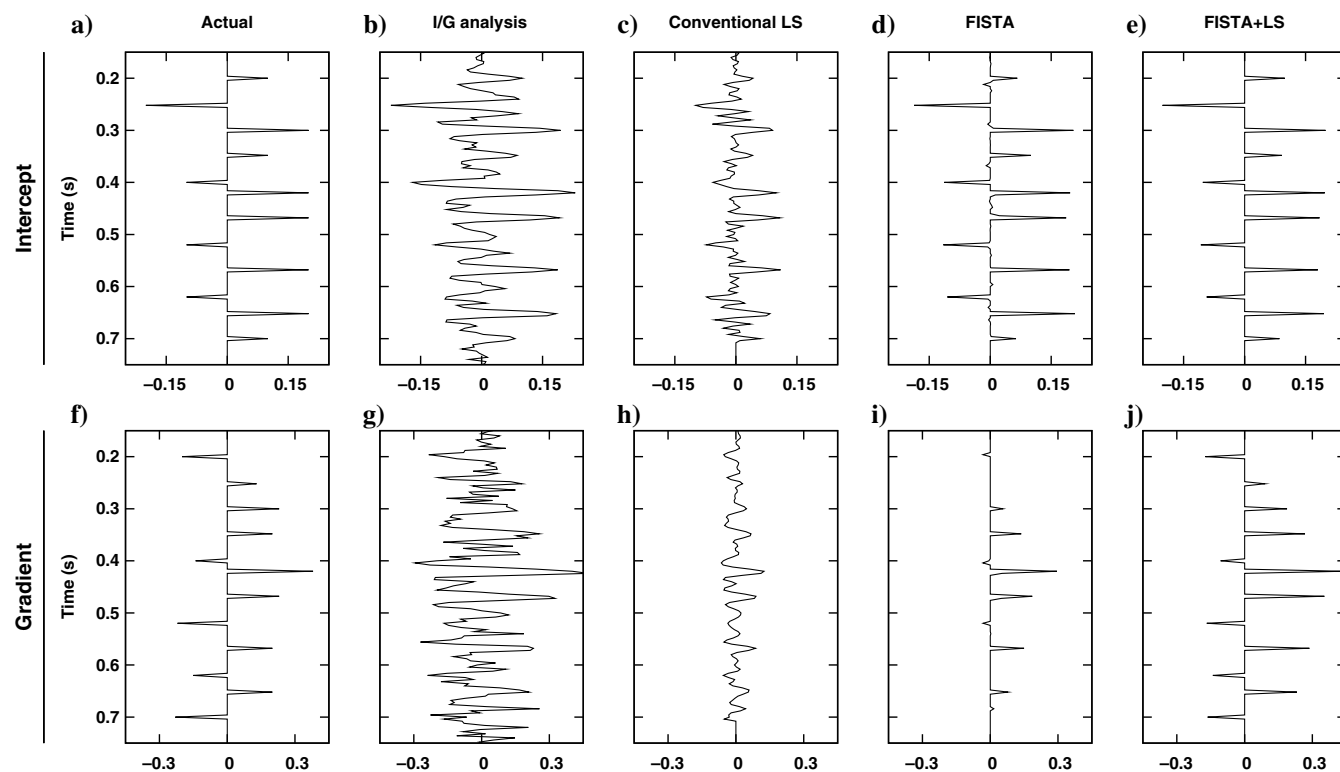 a) Actual b) I/G analysis c) Conventional LS d) FISTA e) FISTA+LS
Intercept
Time (s)
0.2
0.3
0.4
0.5
0.6
0.7
−0.15 0 0.15 −0.15 0 0.15 −0.15 0 0.15 −0.15 0 0.15 −0.15 0 0.15
f) g) h) i) j)
Gradient
Time (s)
0.2
0.3
0.4
0.5
0.6
0.7
−0.3 0 0.3 −0.3 0 0.3 −0.3 0 0.3 −0.3 0 0.3 −0.3 0 0.3